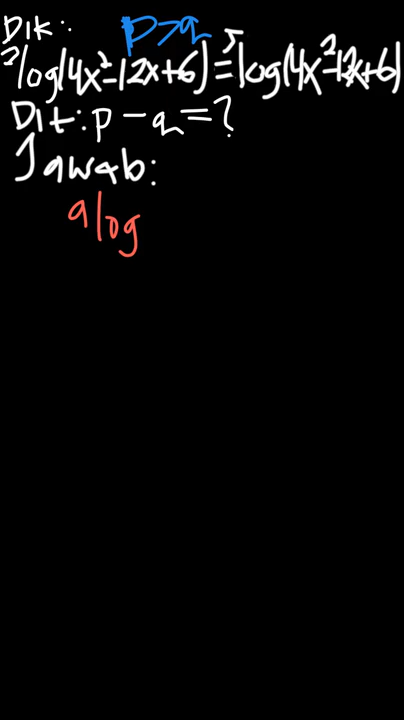 Dik: p>q
³log(4x²-12x+6)=⁵log(4x²-12x+6)
Dit: p-q=?
Jawab:
ᵃlog